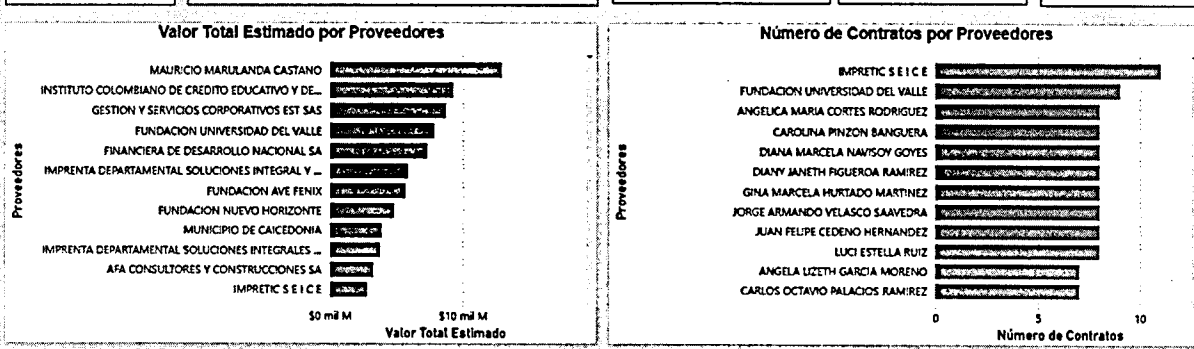 Valor Total Estimado por Proveedores
Proveedores
MAURICIO MARULANDA CASTANO
INSTITUTO COLOMBIANO DE CREDITO EDUCATIVO Y DE...
GESTION Y SERVICIOS CORPORATIVOS EST SAS
FUNDACION UNIVERSIDAD DEL VALLE
FINANCIERA DE DESARROLLO NACIONAL SA
IMPRENTA DEPARTAMENTAL SOLUCIONES INTEGRAL Y ...
FUNDACION AVE FENIX
FUNDACION NUEVO HORIZONTE
MUNICIPIO DE CAICEDONIA
IMPRENTA DEPARTAMENTAL SOLUCIONES INTEGRALES ...
AFA CONSULTORES Y CONSTRUCCIONES SA
IMPRETIC S E I C E
$0 mil M $10 mil M
Valor Total Estimado
Número de Contratos por Proveedores
Proveedores
IMPRETIC S E I C E
FUNDACION UNIVERSIDAD DEL VALLE
ANGELICA MARIA CORTES RODRIGUEZ
CAROLINA PINZON BANGUERA
DIANA MARCELA NAVISOY GOYES
DIANY JANETH FIGUEROA RAMIREZ
GINA MARCELA HURTADO MARTINEZ
JORGE ARMANDO VELASCO SAAVEDRA
JUAN FELIPE CEDENO HERNANDEZ
LUCI ESTELLA RUIZ
ANGELA LIZETH GARCIA MORENO
CARLOS OCTAVIO PALACIOS RAMIREZ
0 5 10
Número de Contratos